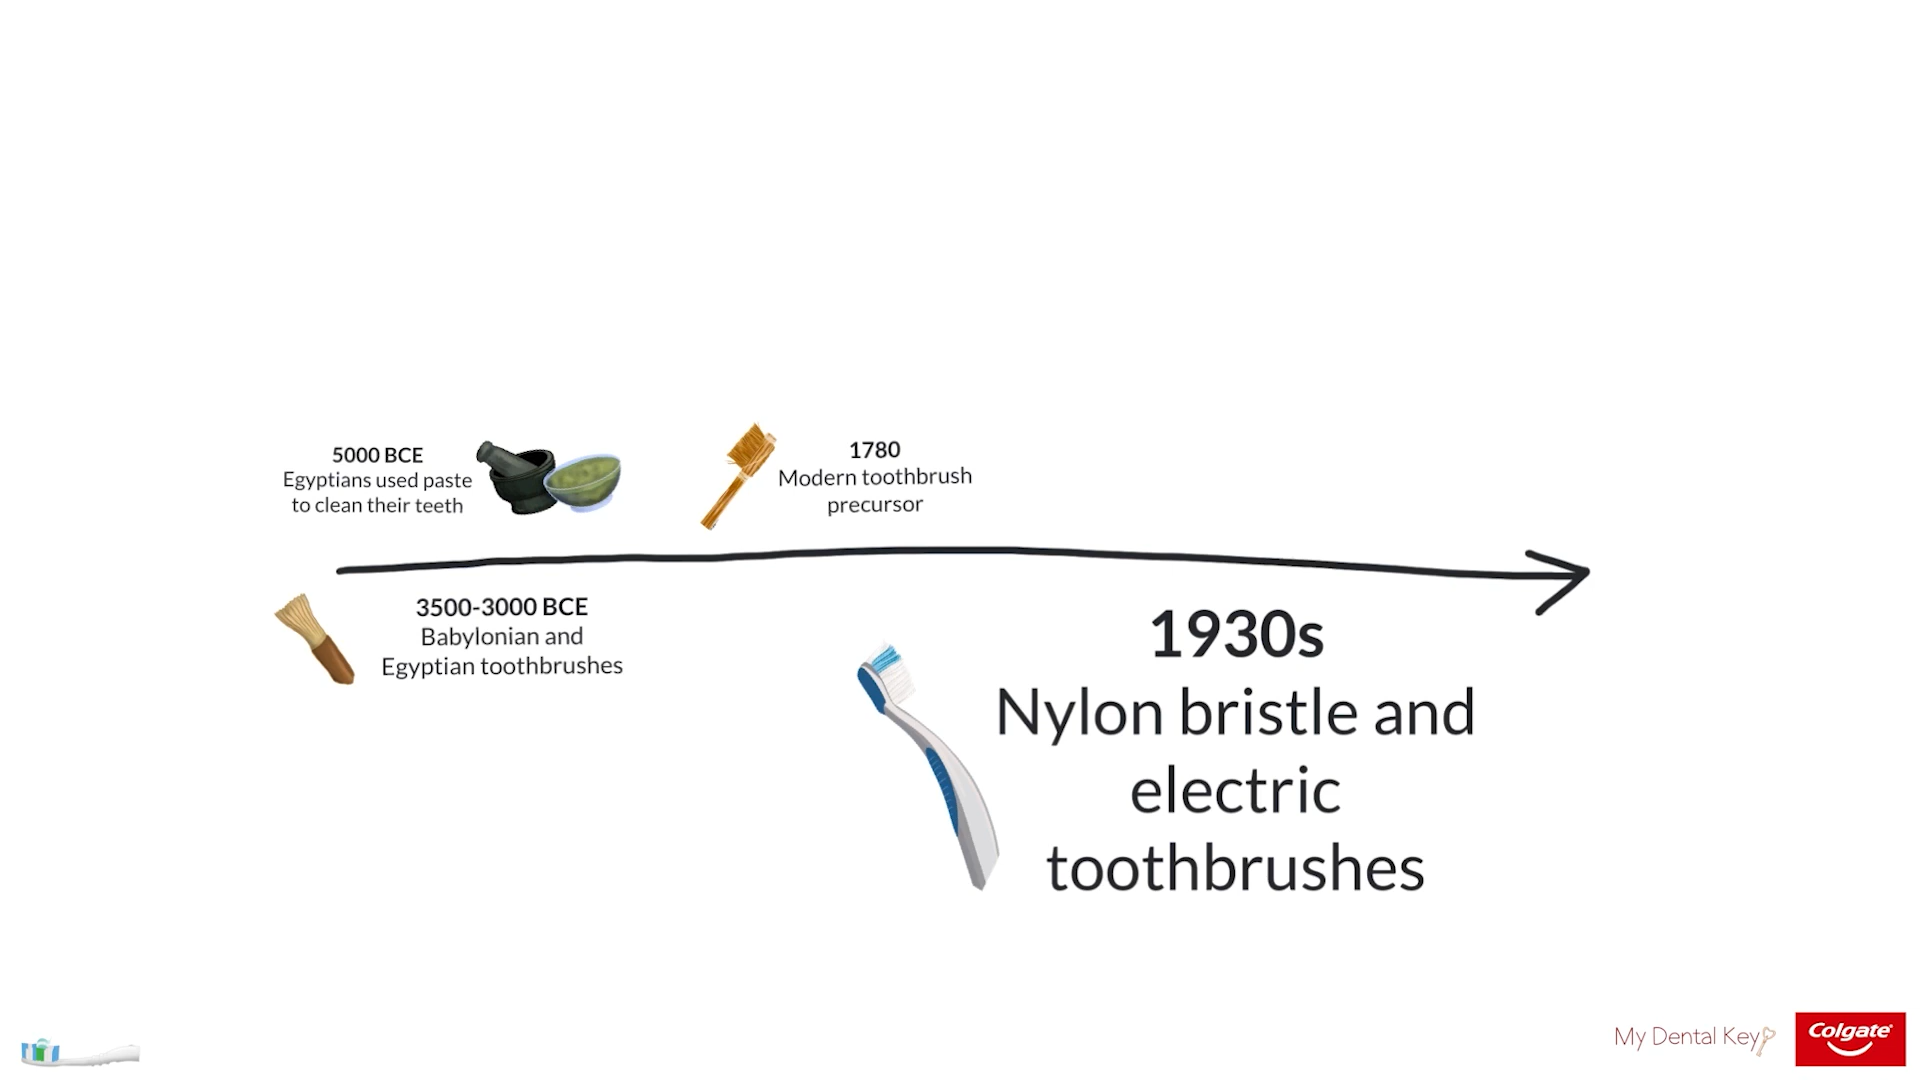 5000 BCE
Egyptians used paste
to clean their teeth
1780
Modern toothbrush
precursor
3500-3000 BCE
Babylonian and
Egyptian toothbrushes
1930s
Nylon bristle and
electric
toothbrushes
My Dental Key
Colgate®